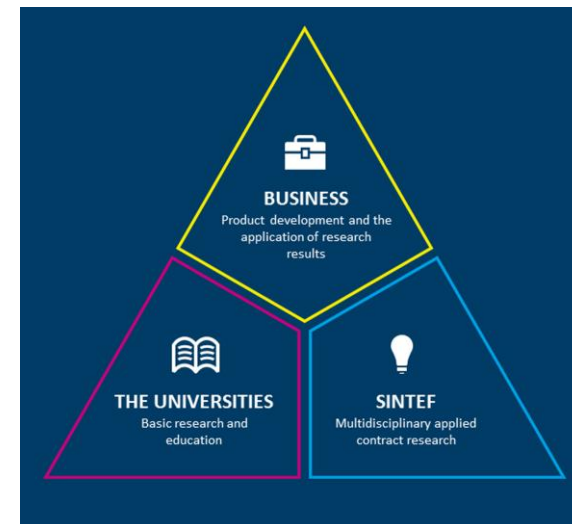 BUSINESS
Product development and the
application of research
results
THE UNIVERSITIES
Basic research and
education
SINTEF
Multidisciplinary applied
contract research